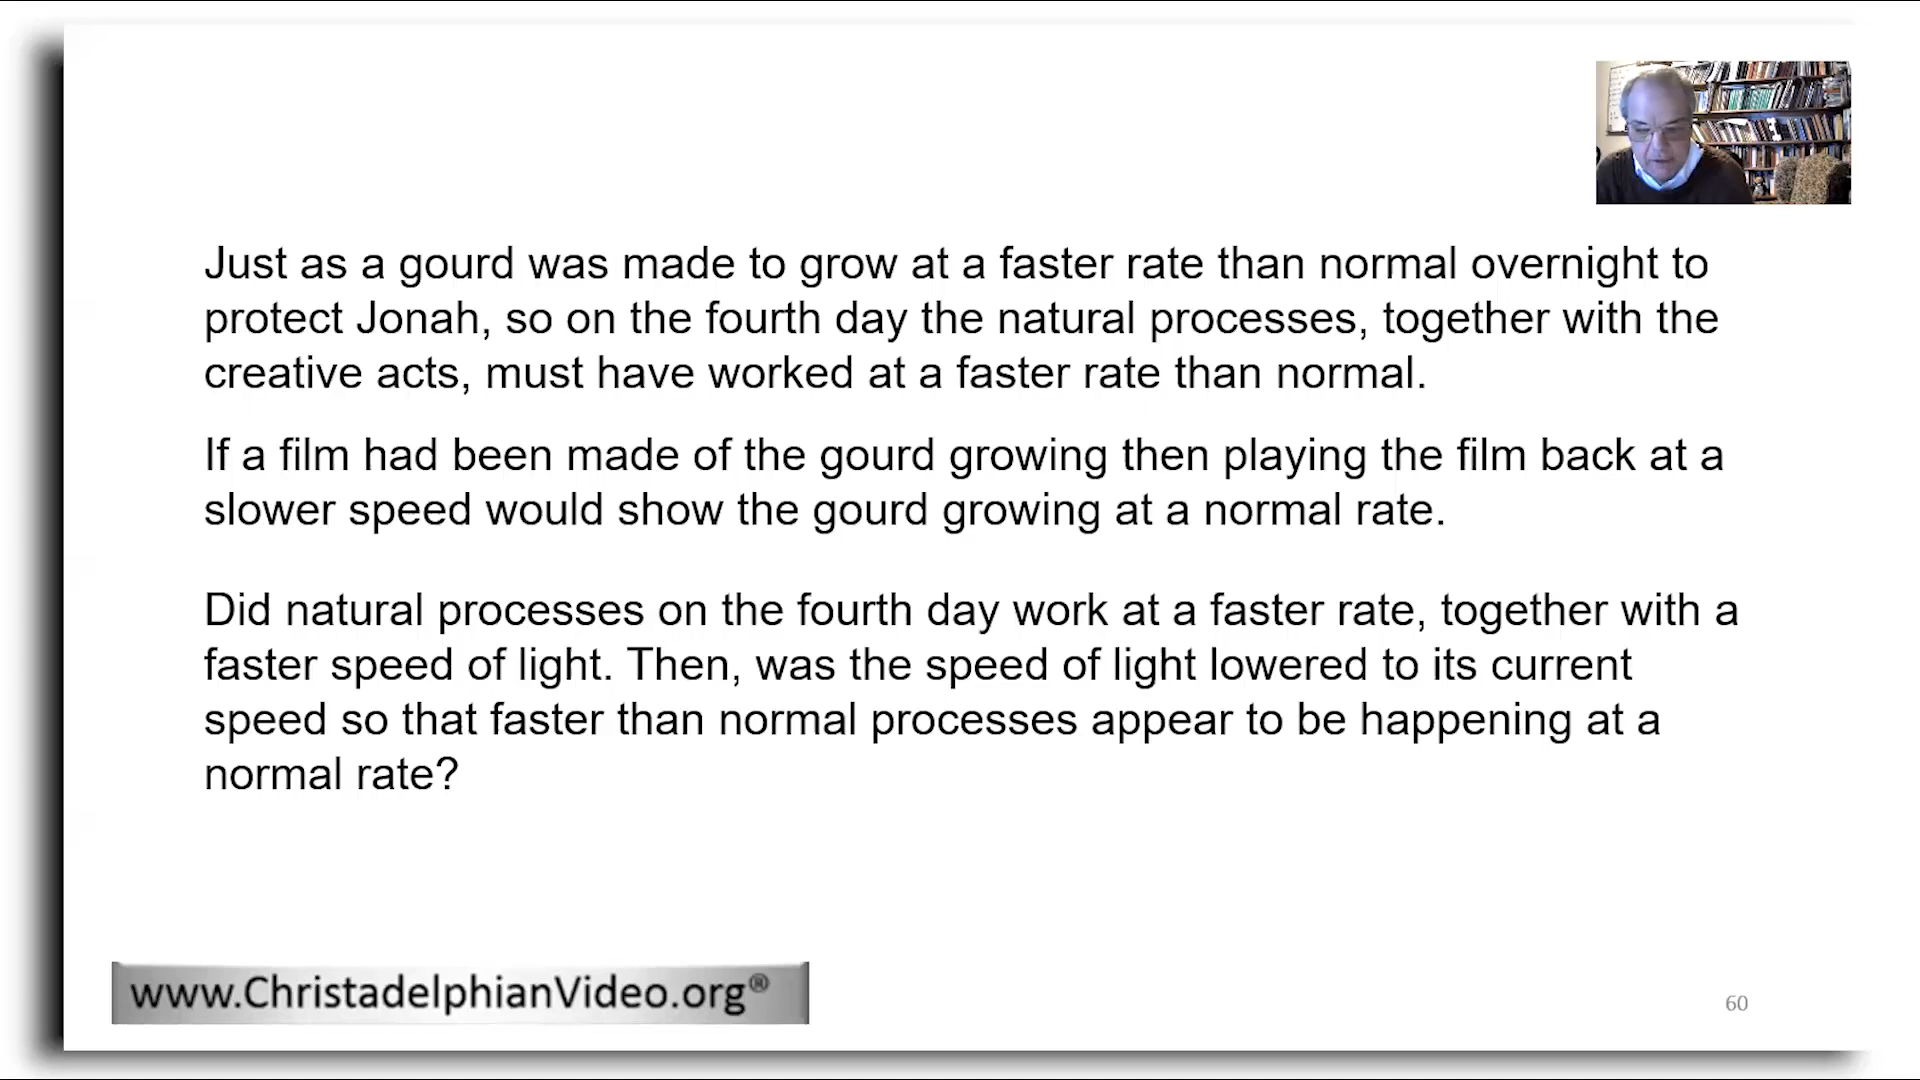 Just as a gourd was made to grow at a faster rate than normal overnight to
protect Jonah, so on the fourth day the natural processes, together with the
creative acts, must have worked at a faster rate than normal.
If a film had been made of the gourd growing then playing the film back at a
slower speed would show the gourd growing at a normal rate.
Did natural processes on the fourth day work at a faster rate, together with a
faster speed of light. Then, was the speed of light lowered to its current
speed so that faster than normal processes appear to be happening at a
normal rate?
www.ChristadelphianVideo.org®
60